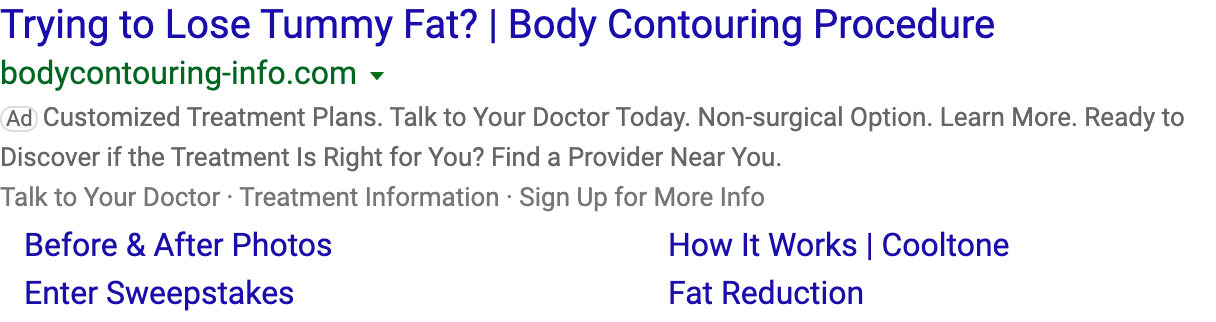 Trying to Lose Tummy Fat? | Body Contouring Procedure
bodycontouring-info.com
Ad Customized Treatment Plans. Talk to Your Doctor Today. Non-surgical Option. Learn More. Ready to
Discover if the Treatment Is Right for You? Find a Provider Near You.
Talk to Your Doctor · Treatment Information · Sign Up for More Info
Before & After Photos
How It Works | Cooltone
Enter Sweepstakes
Fat Reduction